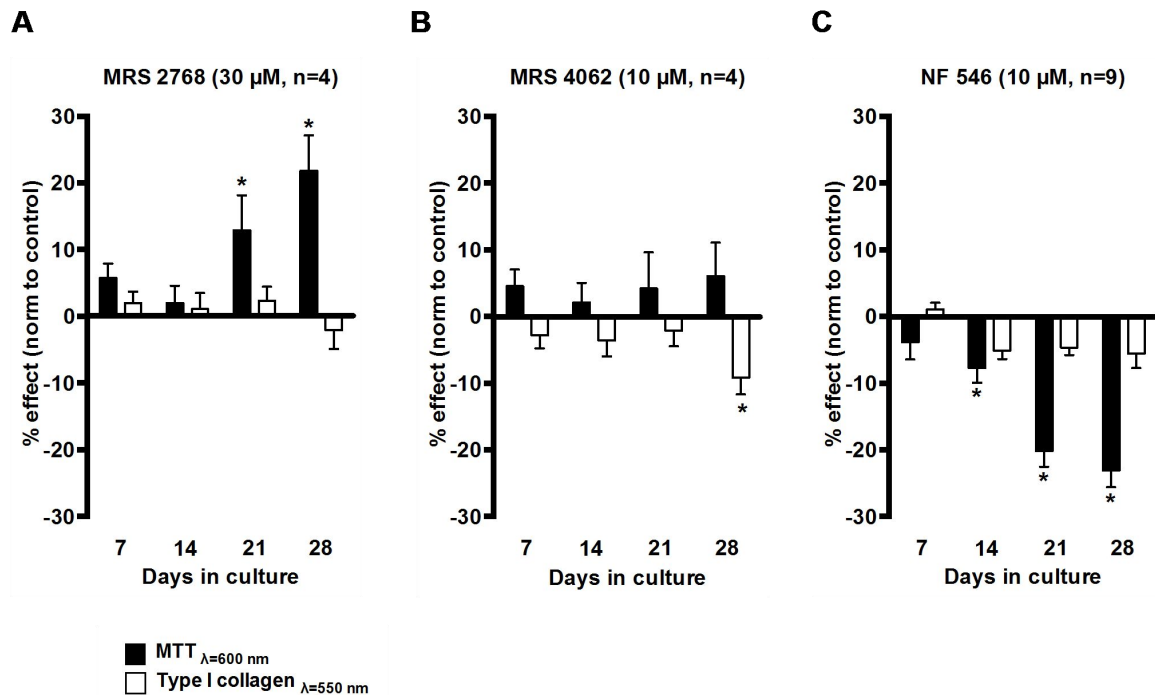 A
MRS 2768 (30 µM, n=4)
% effect (norm to control)
30
20
10
0
-10
-20
-30
*
*
7 14 21 28
Days in culture
B
MRS 4062 (10 µM, n=4)
% effect (norm to control)
30
20
10
0
-10
-20
-30
*
7 14 21 28
Days in culture
C
NF 546 (10 µM, n=9)
% effect (norm to control)
30
20
10
0
-10
-20
-30
*
*
*
7 14 21 28
Days in culture
MTT λ=600 nm
Type I collagen λ=550 nm